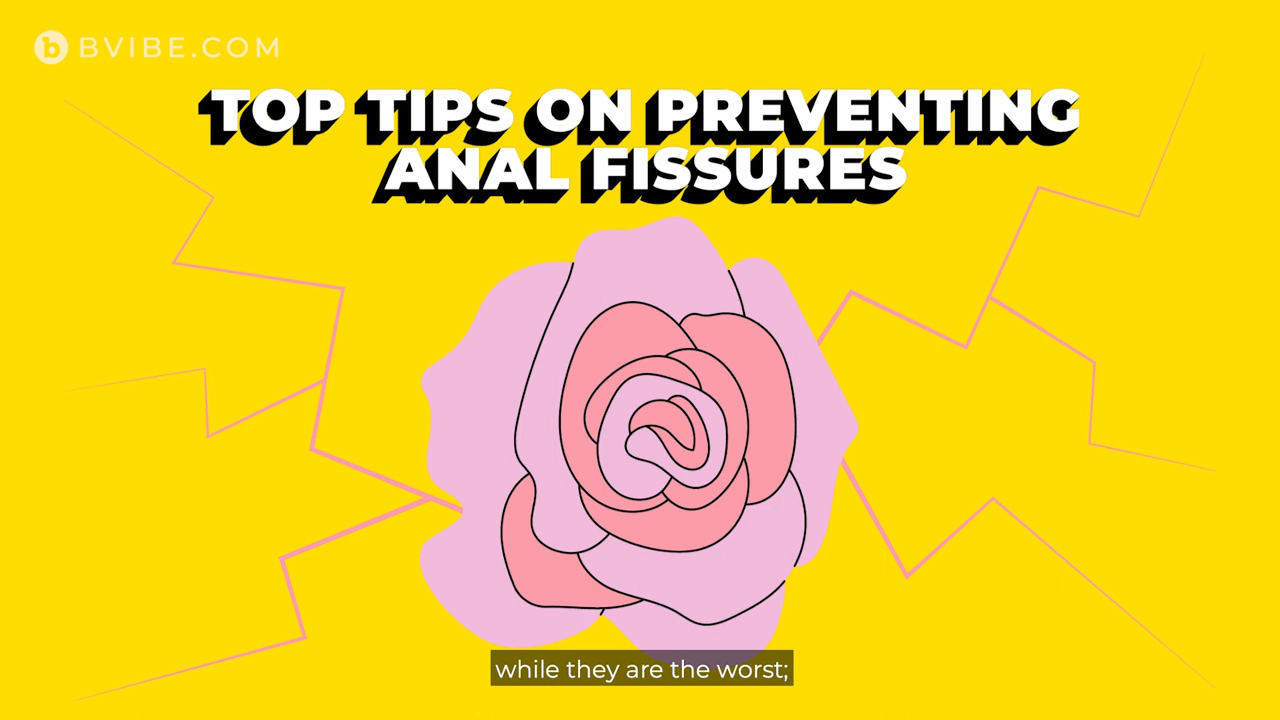 b BVIBE.COM
TOP TIPS ON PREVENTING
ANAL FISSURES
while they are the worst;